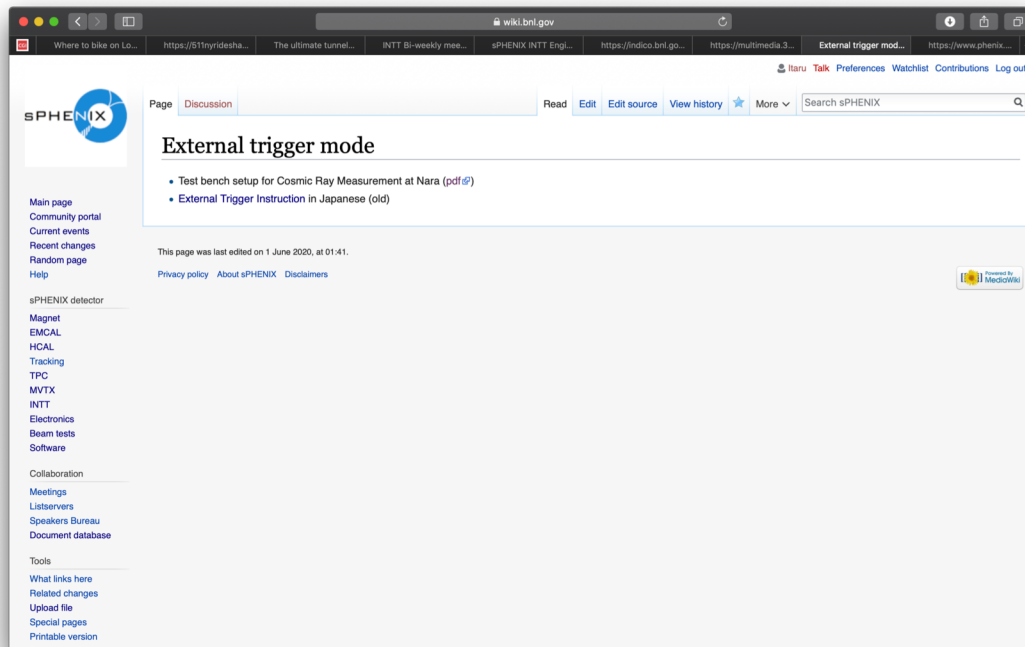 wiki.bnl.gov
Where to bike on Lo...
https://511nyridesha...
The ultimate tunnel...
INTT Bi-weekly mee...
sPHENIX INTT Engi...
https://indico.bnl.go...
https://multimedia.3...
External trigger mod...
https://www.phenix....
Itaru Talk Preferences Watchlist Contributions Log out
SPHENIX
Page Discussion Read Edit Edit source View history More Search sPHENIX
External trigger mode
• Test bench setup for Cosmic Ray Measurement at Nara (pdf)
• External Trigger Instruction in Japanese (old)
This page was last edited on 1 June 2020, at 01:41.
Privacy policy About sPHENIX Disclaimers
Powered By
MediaWiki
Main page
Community portal
Current events
Recent changes
Random page
Help
sPHENIX detector
Magnet
EMCAL
HCAL
Tracking
TPC
MVTX
INTT
Electronics
Beam tests
Software
Collaboration
Meetings
Listservers
Speakers Bureau
Document database
Tools
What links here
Related changes
Upload file
Special pages
Printable version